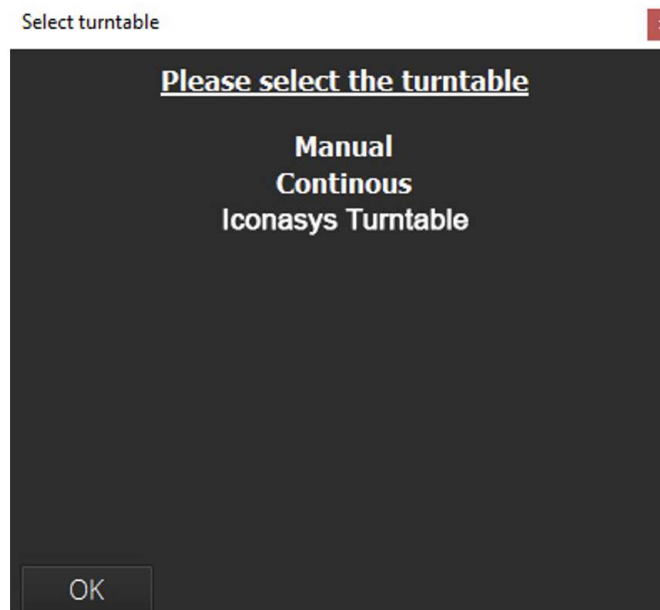 Select turntable
Please select the turntable
Manual
Continous
Iconasys Turntable
OK